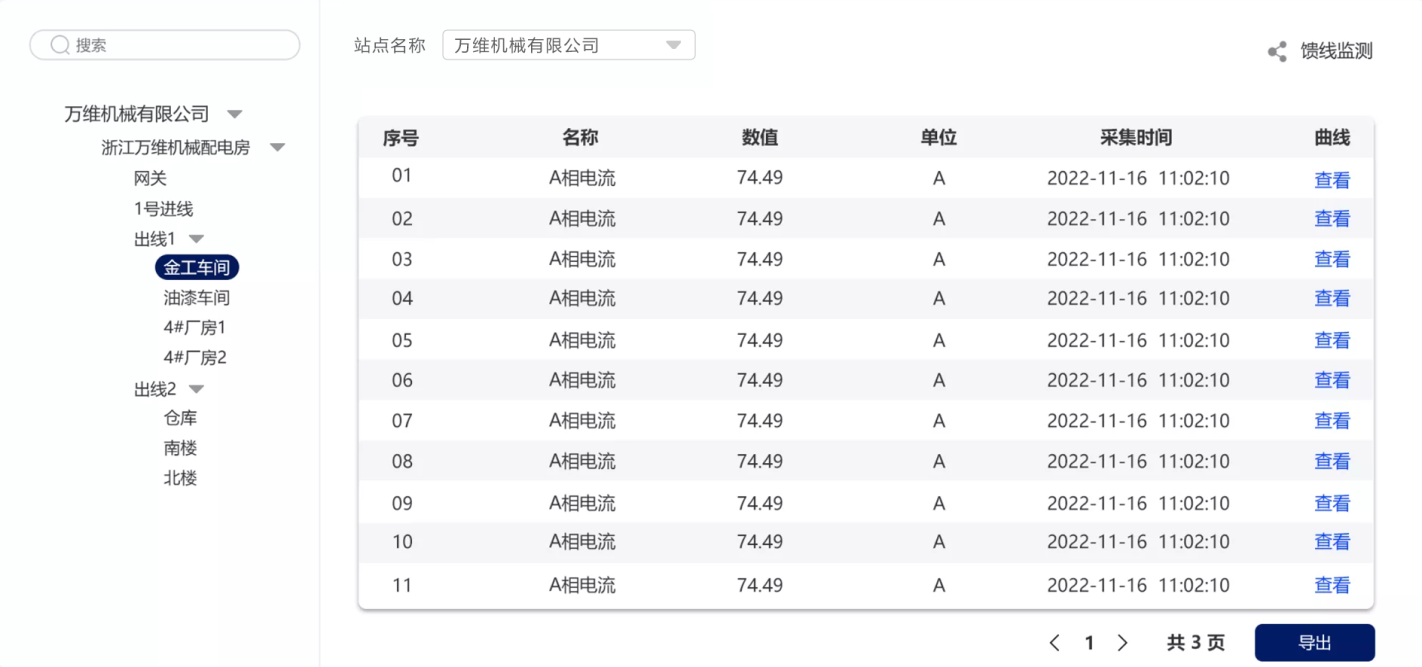 搜索
万维机械有限公司
浙江万维机械配电房
网关
1号进线
出线1
金工车间
油漆车间
4#厂房1
4#厂房2
出线2
仓库
南楼
北楼
站点名称 万维机械有限公司
馈线监测
序号 名称 数值 单位 采集时间 曲线
01 A相电流 74.49 A 2022-11-16 11:02:10 查看
02 A相电流 74.49 A 2022-11-16 11:02:10 查看
03 A相电流 74.49 A 2022-11-16 11:02:10 查看
04 A相电流 74.49 A 2022-11-16 11:02:10 查看
05 A相电流 74.49 A 2022-11-16 11:02:10 查看
06 A相电流 74.49 A 2022-11-16 11:02:10 查看
07 A相电流 74.49 A 2022-11-16 11:02:10 查看
08 A相电流 74.49 A 2022-11-16 11:02:10 查看
09 A相电流 74.49 A 2022-11-16 11:02:10 查看
10 A相电流 74.49 A 2022-11-16 11:02:10 查看
11 A相电流 74.49 A 2022-11-16 11:02:10 查看
1 共 3 页 导出